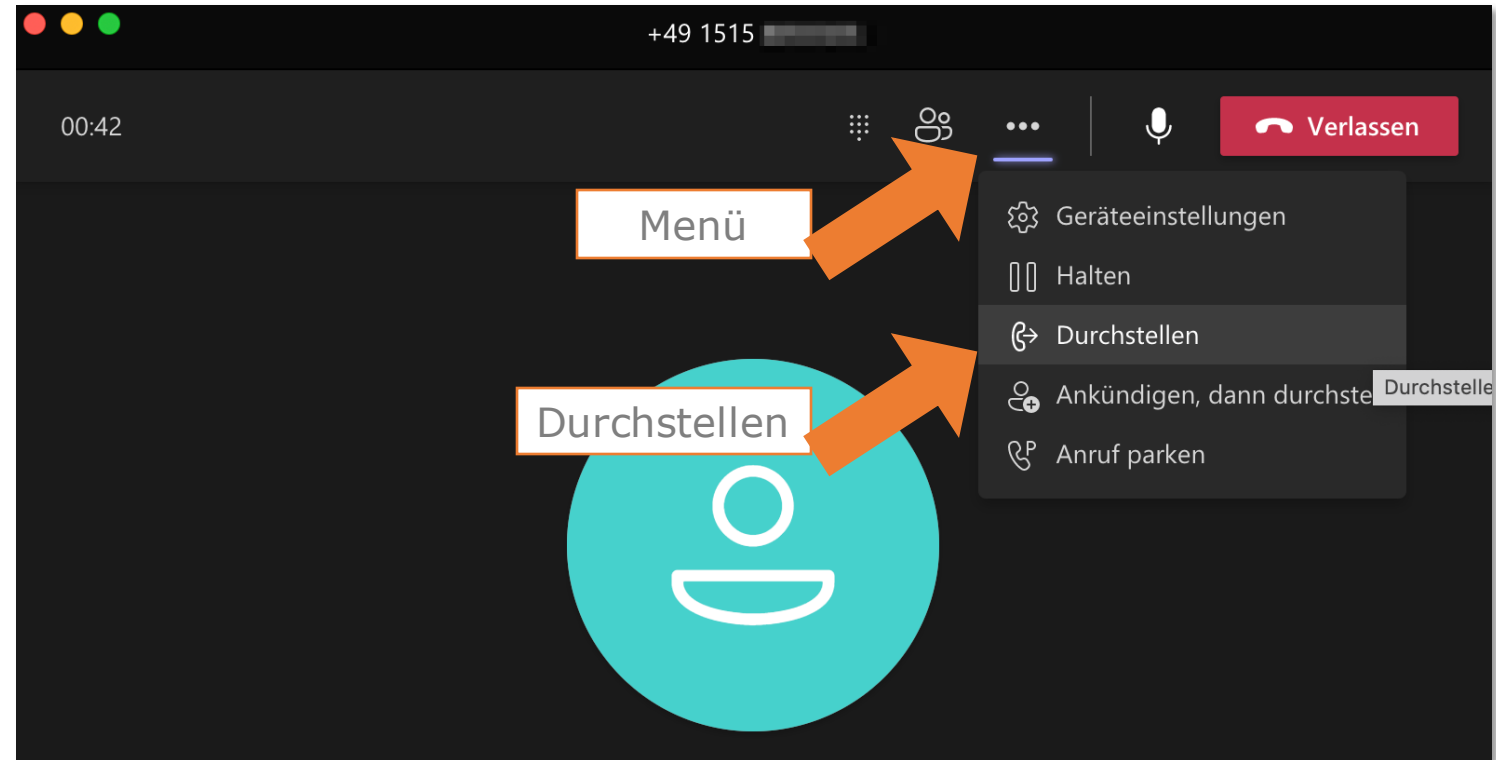 +49 1515
00:42
Verlassen
Menü
Geräteeinstellungen
Halten
Durchstellen
Durchstellen
Ankündigen, dann durchste
Durchstelle
Anruf parken